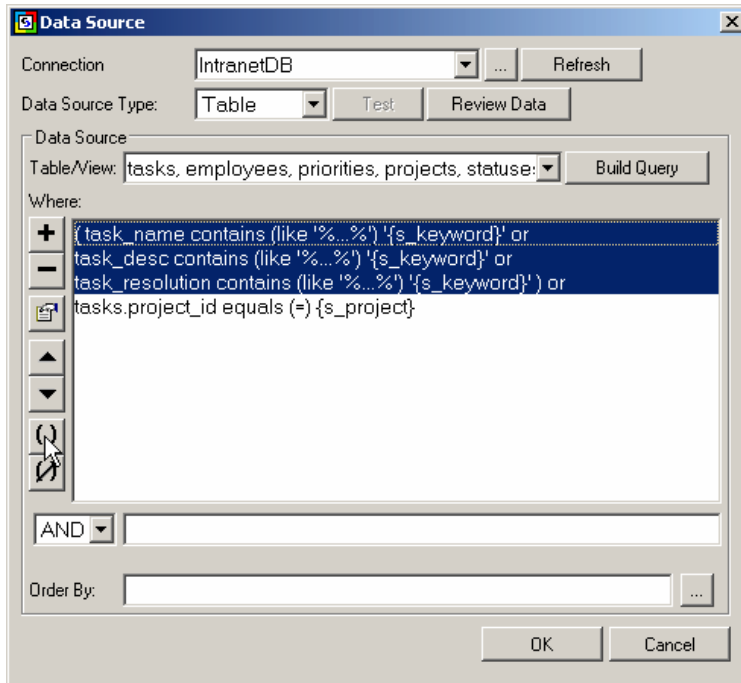 Data Source
Connection IntranetDB ... Refresh
Data Source Type: Table Test Review Data
Data Source
Table/View: tasks, employees, priorities, projects, statuses Build Query
Where:
( task_name contains (like '%...%') '{s_keyword}' or
task_desc contains (like '%...%') '{s_keyword}' or
task_resolution contains (like '%...%') '{s_keyword}' ) or
tasks.project_id equals (=) {s_project}
AND
Order By: ...
OK Cancel